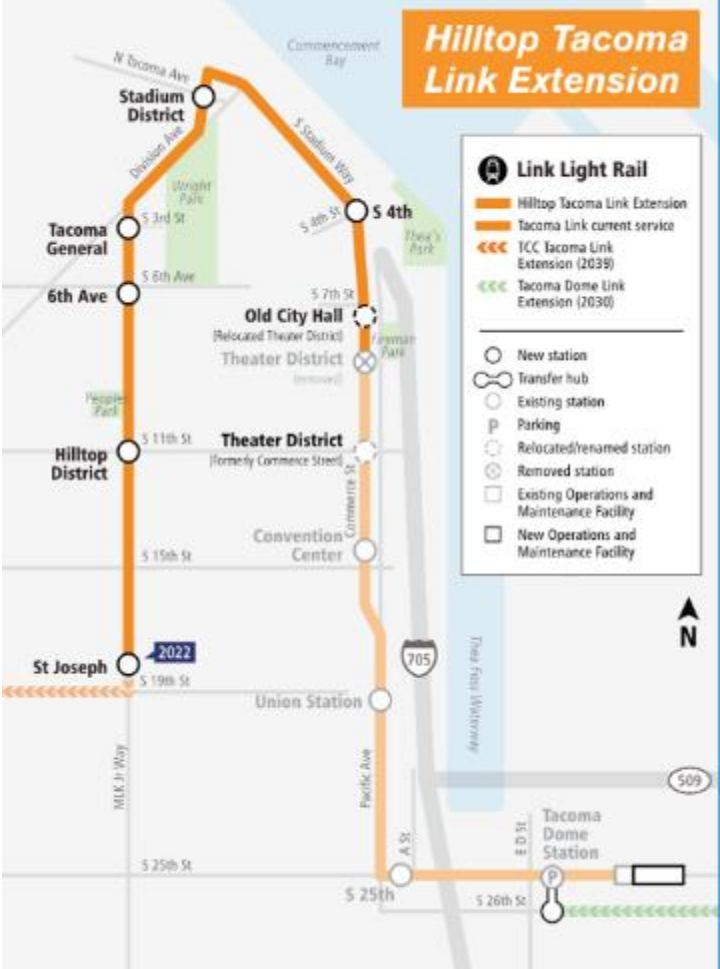 Hilltop Tacoma
Link Extension
Commencement
Bay
N Tacoma Ave
Stadium
District
Division Ave
S Stadium Way
Wright
Park
S 3rd St
Tacoma
General
S 4th St
S 4th
Thea's
Park
S 6th Ave
6th Ave
S 7th St
Old City Hall
(Relocated Theater District)
Fireman
Park
Theater District
(removed)
Peoples
Park
S 11th St
Hilltop
District
Theater District
(Formerly Commerce Street)
Commerce St
Convention
Center
S 15th St
St Joseph
2022
S 19th St
Union Station
705
Thea Foss Waterway
MLK Jr Way
Pacific Ave
509
A St
E D St
Tacoma
Dome
Station
P
S 25th St
S 25th
S 26th St
Link Light Rail
Hilltop Tacoma Link Extension
Tacoma Link current service
TCC Tacoma Link
Extension (2039)
Tacoma Dome Link
Extension (2030)
New station
Transfer hub
Existing station
P Parking
Relocated/renamed station
Removed station
Existing Operations and
Maintenance Facility
New Operations and
Maintenance Facility
N